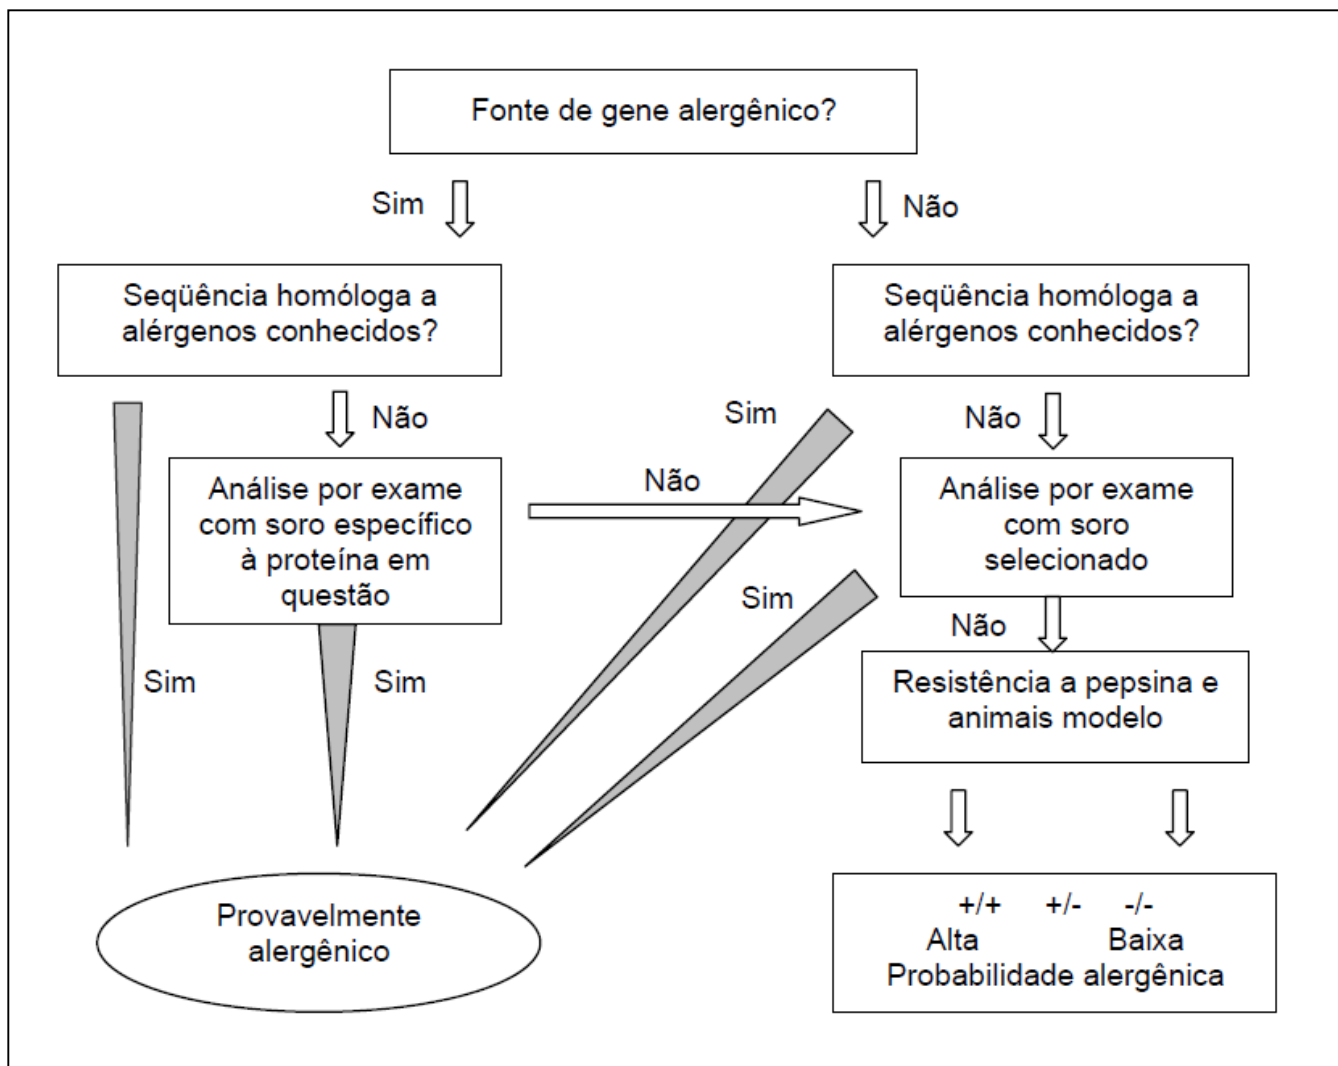 Fonte de gene alergênico?
Sim
Não
Seqüência homóloga a
alérgenos conhecidos?
Seqüência homóloga a
alérgenos conhecidos?
Não
Sim
Não
Análise por exame
com soro específico
à proteína em
questão
Não
Análise por exame
com soro
selecionado
Sim
Não
Sim
Sim
Resistência a pepsina e
animais modelo
Provavelmente
alergênico
+/+ +/- -/-
Alta Baixa
Probabilidade alergênica